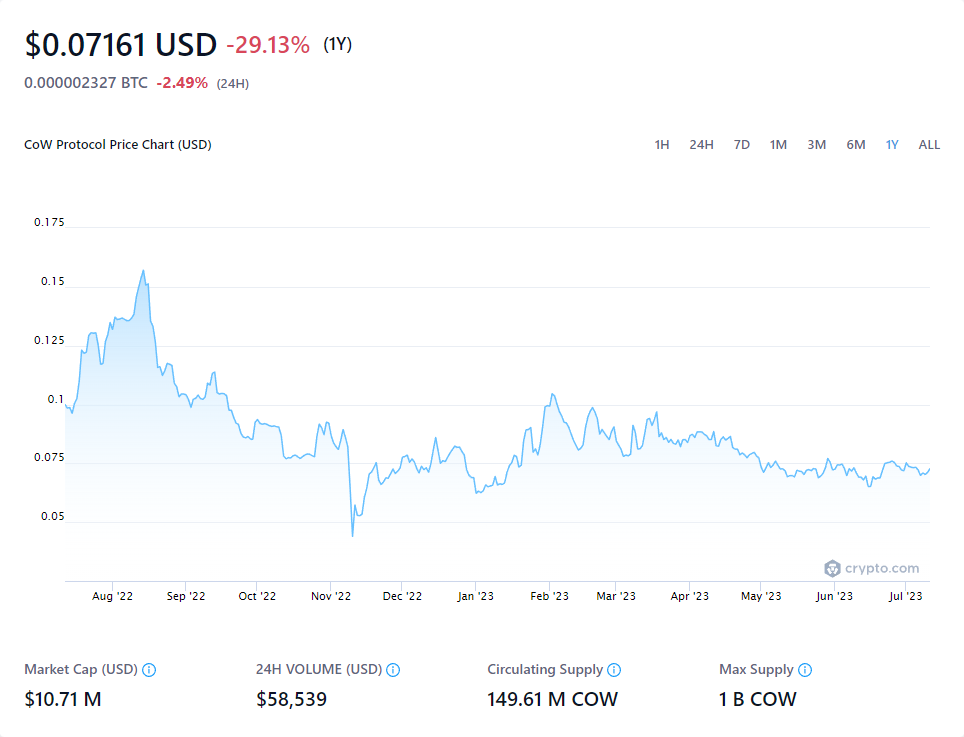 $0.07161 USD -29.13% (1Y)
0.000002327 BTC -2.49% (24H)
CoW Protocol Price Chart (USD)
1H 24H 7D 1M 3M 6M 1Y ALL
0.175
0.15
0.125
0.1
0.075
0.05
crypto.com
Aug '22 Sep '22 Oct '22 Nov '22 Dec '22 Jan '23 Feb '23 Mar '23 Apr '23 May '23 Jun '23 Jul '23
Market Cap (USD) 24H VOLUME (USD) Circulating Supply Max Supply
$10.71 M $58,539 149.61 M COW 1 B COW